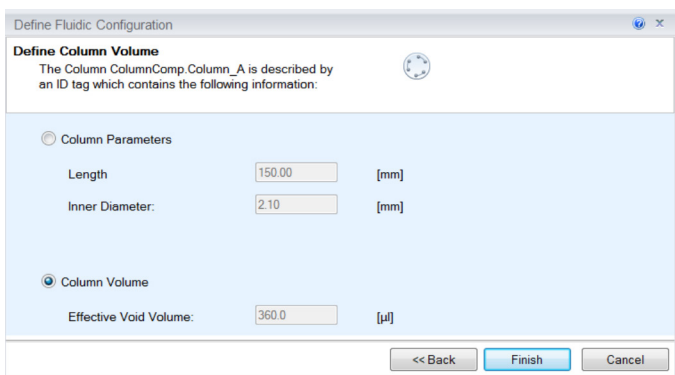 Define Fluidic Configuration
Define Column Volume
The Column ColumnComp.Column_A is described by
an ID tag which contains the following information:
Column Parameters
Length 150.00 [mm]
Inner Diameter: 2.10 [mm]
Column Volume
Effective Void Volume: 360.0 [µl]
<< Back Finish Cancel